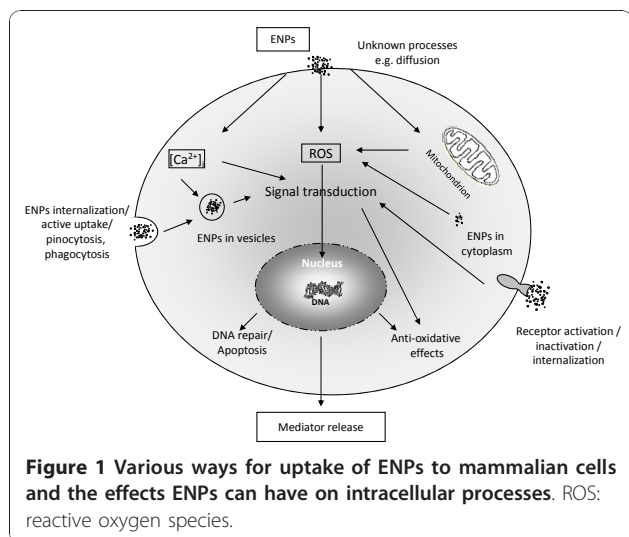 ENPs
Unknown processes
e.g. diffusion
[Ca²⁺]i
ROS
Mitochondrion
Signal transduction
ENPs internalization/
active uptake/
pinocytosis,
phagocytosis
ENPs in vesicles
ENPs in
cytoplasm
Nucleus
DNA
Receptor activation /
inactivation /
internalization
DNA repair/
Apoptosis
Anti-oxidative
effects
Mediator release
Figure 1 Various ways for uptake of ENPs to mammalian cells
and the effects ENPs can have on intracellular processes. ROS:
reactive oxygen species.